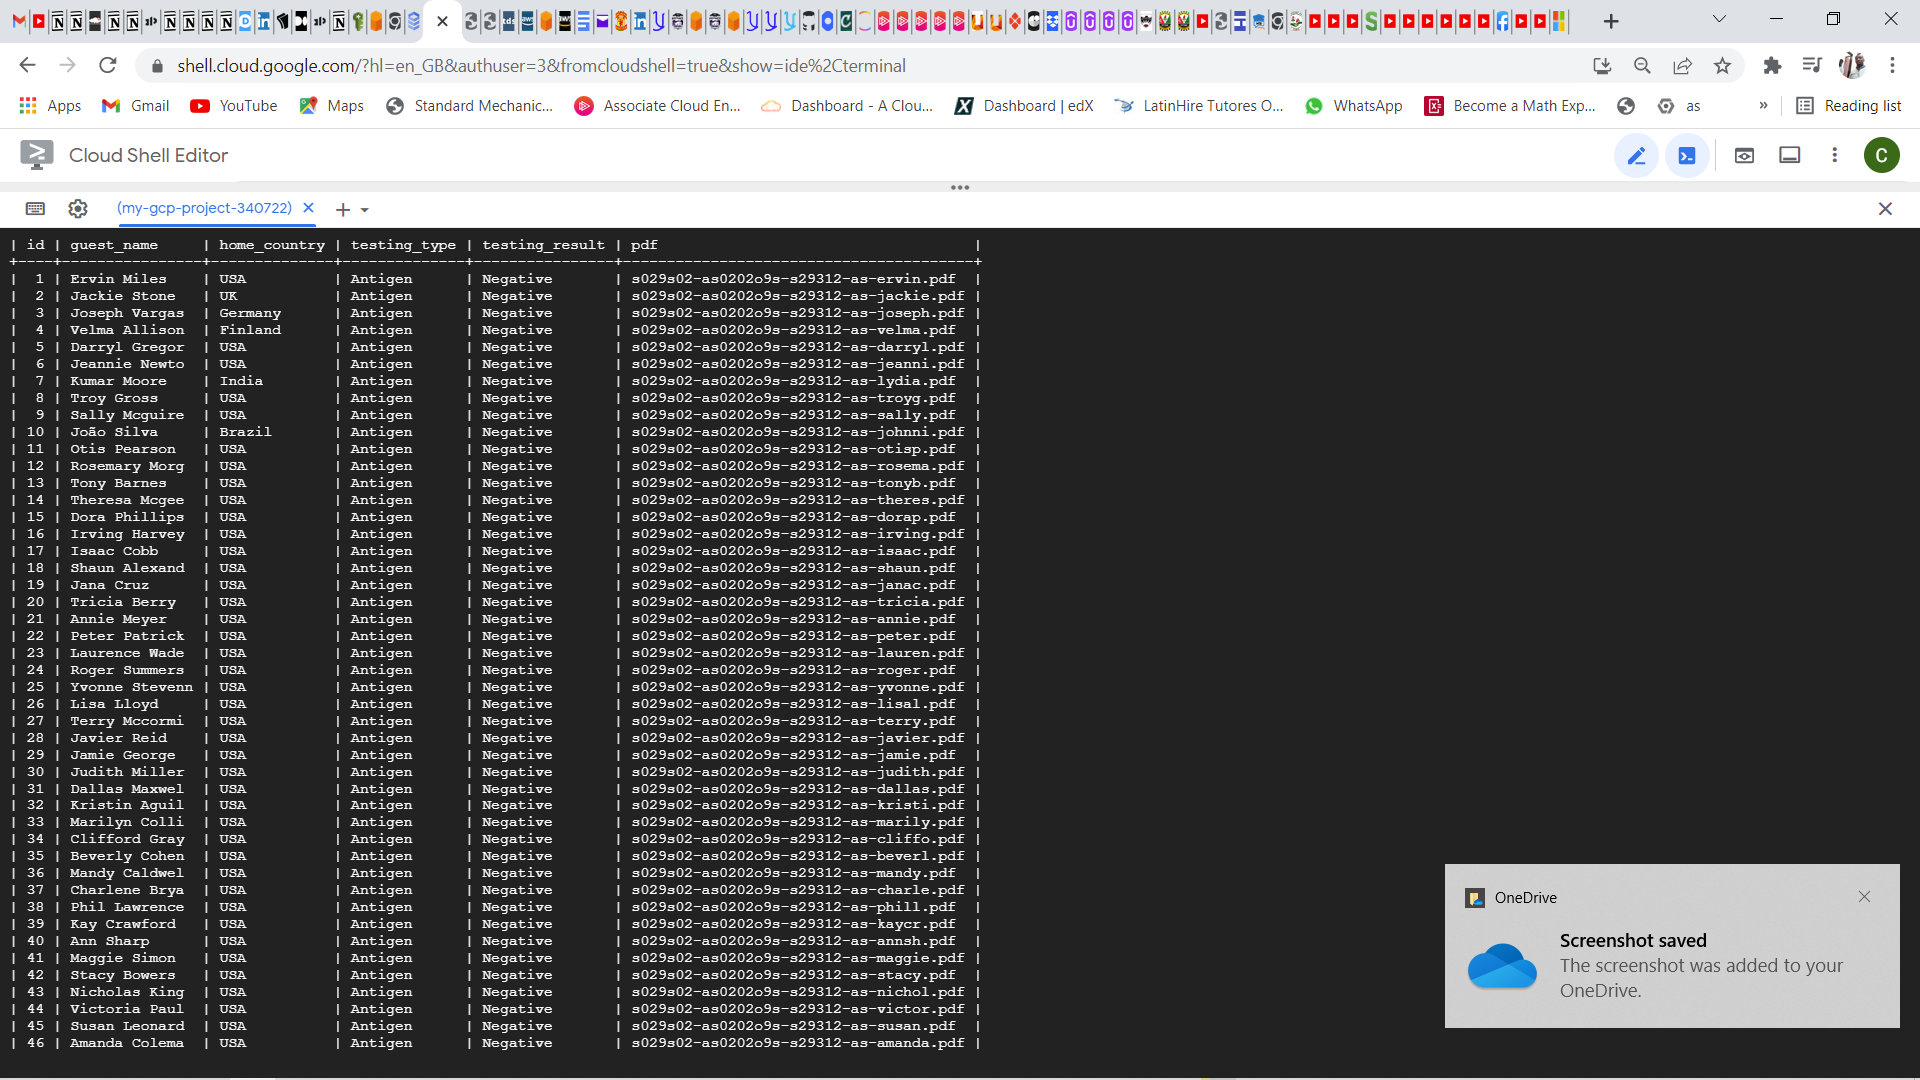 shell.cloud.google.com/?hl=en_GB&authuser=3&fromcloudshell=true&show=ide%2Cterminal
Apps Gmail YouTube Maps Standard Mechanic... Associate Cloud En... Dashboard - A Clou... Dashboard | edX LatinHire Tutores O... WhatsApp Become a Math Exp... as » Reading list
Cloud Shell Editor C
(my-gcp-project-340722)
| id | guest_name | home_country | testing_type | testing_result | pdf |
| 1 | Ervin Miles | USA | Antigen | Negative | s029s02-as0202o9s-s29312-as-ervin.pdf |
| 2 | Jackie Stone | UK | Antigen | Negative | s029s02-as0202o9s-s29312-as-jackie.pdf |
| 3 | Joseph Vargas | Germany | Antigen | Negative | s029s02-as0202o9s-s29312-as-joseph.pdf |
| 4 | Velma Allison | Finland | Antigen | Negative | s029s02-as0202o9s-s29312-as-velma.pdf |
| 5 | Darryl Gregor | USA | Antigen | Negative | s029s02-as0202o9s-s29312-as-darryl.pdf |
| 6 | Jeannie Newto | USA | Antigen | Negative | s029s02-as0202o9s-s29312-as-jeanni.pdf |
| 7 | Kumar Moore | India | Antigen | Negative | s029s02-as0202o9s-s29312-as-lydia.pdf |
| 8 | Troy Gross | USA | Antigen | Negative | s029s02-as0202o9s-s29312-as-troyg.pdf |
| 9 | Sally Mcguire | USA | Antigen | Negative | s029s02-as0202o9s-s29312-as-sally.pdf |
| 10 | João Silva | Brazil | Antigen | Negative | s029s02-as0202o9s-s29312-as-johnni.pdf |
| 11 | Otis Pearson | USA | Antigen | Negative | s029s02-as0202o9s-s29312-as-otisp.pdf |
| 12 | Rosemary Morg | USA | Antigen | Negative | s029s02-as0202o9s-s29312-as-rosema.pdf |
| 13 | Tony Barnes | USA | Antigen | Negative | s029s02-as0202o9s-s29312-as-tonyb.pdf |
| 14 | Theresa Mcgee | USA | Antigen | Negative | s029s02-as0202o9s-s29312-as-theres.pdf |
| 15 | Dora Phillips | USA | Antigen | Negative | s029s02-as0202o9s-s29312-as-dorap.pdf |
| 16 | Irving Harvey | USA | Antigen | Negative | s029s02-as0202o9s-s29312-as-irving.pdf |
| 17 | Isaac Cobb | USA | Antigen | Negative | s029s02-as0202o9s-s29312-as-isaac.pdf |
| 18 | Shaun Alexand | USA | Antigen | Negative | s029s02-as0202o9s-s29312-as-shaun.pdf |
| 19 | Jana Cruz | USA | Antigen | Negative | s029s02-as0202o9s-s29312-as-janac.pdf |
| 20 | Tricia Berry | USA | Antigen | Negative | s029s02-as0202o9s-s29312-as-tricia.pdf |
| 21 | Annie Meyer | USA | Antigen | Negative | s029s02-as0202o9s-s29312-as-annie.pdf |
| 22 | Peter Patrick | USA | Antigen | Negative | s029s02-as0202o9s-s29312-as-peter.pdf |
| 23 | Laurence Wade | USA | Antigen | Negative | s029s02-as0202o9s-s29312-as-lauren.pdf |
| 24 | Roger Summers | USA | Antigen | Negative | s029s02-as0202o9s-s29312-as-roger.pdf |
| 25 | Yvonne Stevenn | USA | Antigen | Negative | s029s02-as0202o9s-s29312-as-yvonne.pdf |
| 26 | Lisa Lloyd | USA | Antigen | Negative | s029s02-as0202o9s-s29312-as-lisal.pdf |
| 27 | Terry Mccormi | USA | Antigen | Negative | s029s02-as0202o9s-s29312-as-terry.pdf |
| 28 | Javier Reid | USA | Antigen | Negative | s029s02-as0202o9s-s29312-as-javier.pdf |
| 29 | Jamie George | USA | Antigen | Negative | s029s02-as0202o9s-s29312-as-jamie.pdf |
| 30 | Judith Miller | USA | Antigen | Negative | s029s02-as0202o9s-s29312-as-judith.pdf |
| 31 | Dallas Maxwel | USA | Antigen | Negative | s029s02-as0202o9s-s29312-as-dallas.pdf |
| 32 | Kristin Aguil | USA | Antigen | Negative | s029s02-as0202o9s-s29312-as-kristi.pdf |
| 33 | Marilyn Colli | USA | Antigen | Negative | s029s02-as0202o9s-s29312-as-marily.pdf |
| 34 | Clifford Gray | USA | Antigen | Negative | s029s02-as0202o9s-s29312-as-cliffo.pdf |
| 35 | Beverly Cohen | USA | Antigen | Negative | s029s02-as0202o9s-s29312-as-beverl.pdf |
| 36 | Mandy Caldwel | USA | Antigen | Negative | s029s02-as0202o9s-s29312-as-mandy.pdf |
| 37 | Charlene Brya | USA | Antigen | Negative | s029s02-as0202o9s-s29312-as-charle.pdf |
| 38 | Phil Lawrence | USA | Antigen | Negative | s029s02-as0202o9s-s29312-as-phill.pdf |
| 39 | Kay Crawford | USA | Antigen | Negative | s029s02-as0202o9s-s29312-as-kaycr.pdf |
| 40 | Ann Sharp | USA | Antigen | Negative | s029s02-as0202o9s-s29312-as-annsh.pdf |
| 41 | Maggie Simon | USA | Antigen | Negative | s029s02-as0202o9s-s29312-as-maggie.pdf |
| 42 | Stacy Bowers | USA | Antigen | Negative | s029s02-as0202o9s-s29312-as-stacy.pdf |
| 43 | Nicholas King | USA | Antigen | Negative | s029s02-as0202o9s-s29312-as-nichol.pdf |
| 44 | Victoria Paul | USA | Antigen | Negative | s029s02-as0202o9s-s29312-as-victor.pdf |
| 45 | Susan Leonard | USA | Antigen | Negative | s029s02-as0202o9s-s29312-as-susan.pdf |
| 46 | Amanda Colema | USA | Antigen | Negative | s029s02-as0202o9s-s29312-as-amanda.pdf |
OneDrive
Screenshot saved
The screenshot was added to your
OneDrive.